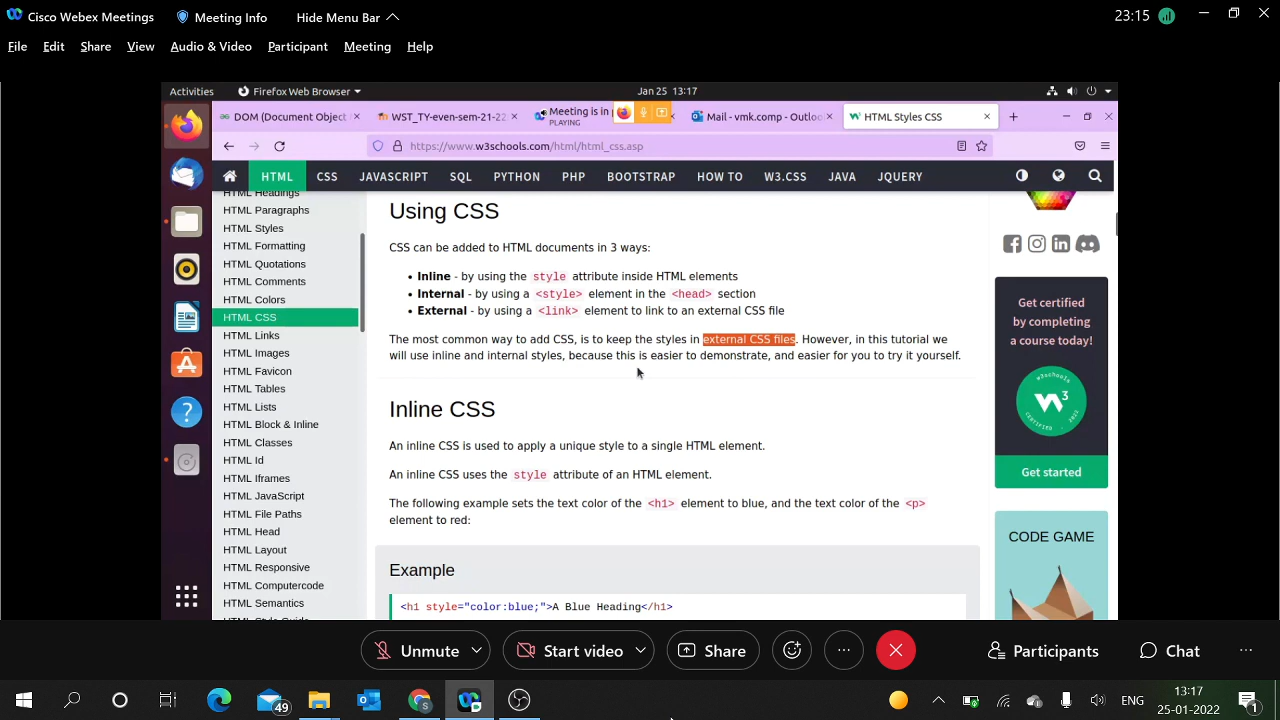 Cisco Webex Meetings
Meeting Info
Hide Menu Bar
23:15
File Edit Share View Audio & Video Participant Meeting Help
Activities
Firefox Web Browser
Jan 25 13:17
DOM (Document Object
WST_TY-even-sem-21-22
Meeting is in p
PLAYING
Mail - vmk.comp - Outloo
HTML Styles CSS
https://www.w3schools.com/html/html_css.asp
HTML CSS JAVASCRIPT SQL PYTHON PHP BOOTSTRAP HOW TO W3.CSS JAVA JQUERY
HTML Headings
HTML Paragraphs
HTML Styles
HTML Formatting
HTML Quotations
HTML Comments
HTML Colors
HTML CSS
HTML Links
HTML Images
HTML Favicon
HTML Tables
HTML Lists
HTML Block & Inline
HTML Classes
HTML Id
HTML Iframes
HTML JavaScript
HTML File Paths
HTML Head
HTML Layout
HTML Responsive
HTML Computercode
HTML Semantics
HTML Style Guide
Using CSS
CSS can be added to HTML documents in 3 ways:
• Inline - by using the style attribute inside HTML elements
• Internal - by using a <style> element in the <head> section
• External - by using a <link> element to link to an external CSS file
The most common way to add CSS, is to keep the styles in external CSS files. However, in this tutorial we
will use inline and internal styles, because this is easier to demonstrate, and easier for you to try it yourself.
Inline CSS
An inline CSS is used to apply a unique style to a single HTML element.
An inline CSS uses the style attribute of an HTML element.
The following example sets the text color of the <h1> element to blue, and the text color of the <p>
element to red:
Example
<h1 style="color:blue;">A Blue Heading</h1>
Get certified
by completing
a course today!
w3schools
W3
CERTIFIED . 2022
Get started
CODE GAME
Unmute
Start video
Share
Participants
Chat
49
ENG
13:17
25-01-2022
1